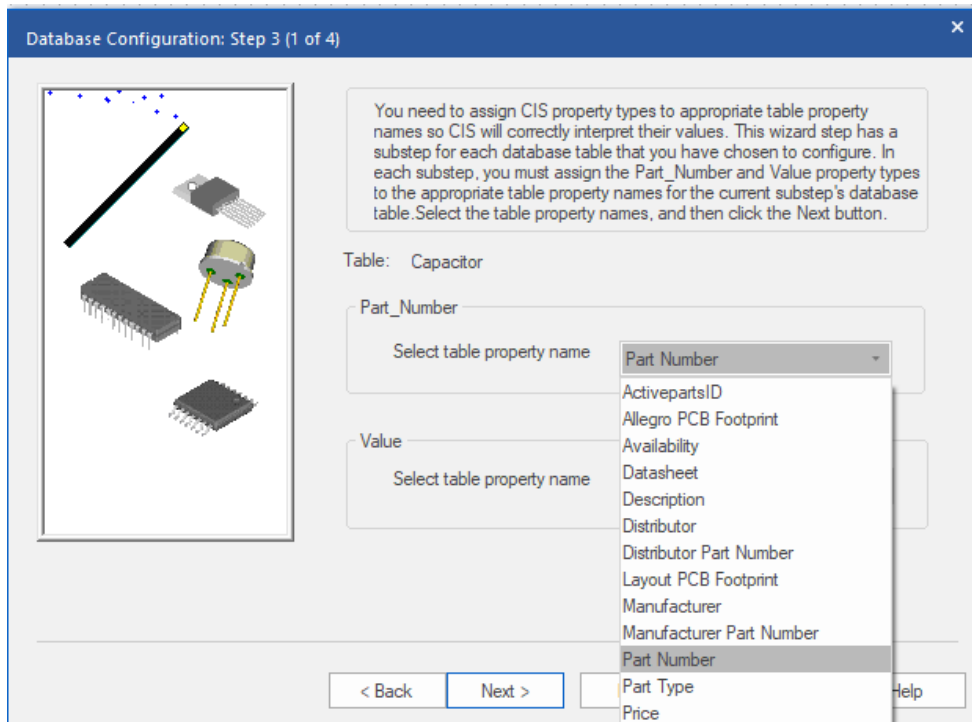 Database Configuration: Step 3 (1 of 4)
You need to assign CIS property types to appropriate table property
names so CIS will correctly interpret their values. This wizard step has a
substep for each database table that you have chosen to configure. In
each substep, you must assign the Part_Number and Value property types
to the appropriate table property names for the current substep's database
table.Select the table property names, and then click the Next button.
Table: Capacitor
Part_Number
Select table property name Part Number
ActivepartsID
Allegro PCB Footprint
Availability
Datasheet
Description
Distributor
Distributor Part Number
Layout PCB Footprint
Manufacturer
Manufacturer Part Number
Part Number
Part Type
Price
Value
Select table property name
< Back Next >